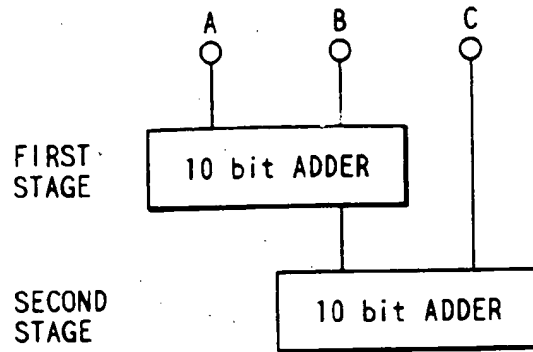 A B C
FIRST
STAGE
10 bit ADDER
SECOND
STAGE
10 bit ADDER